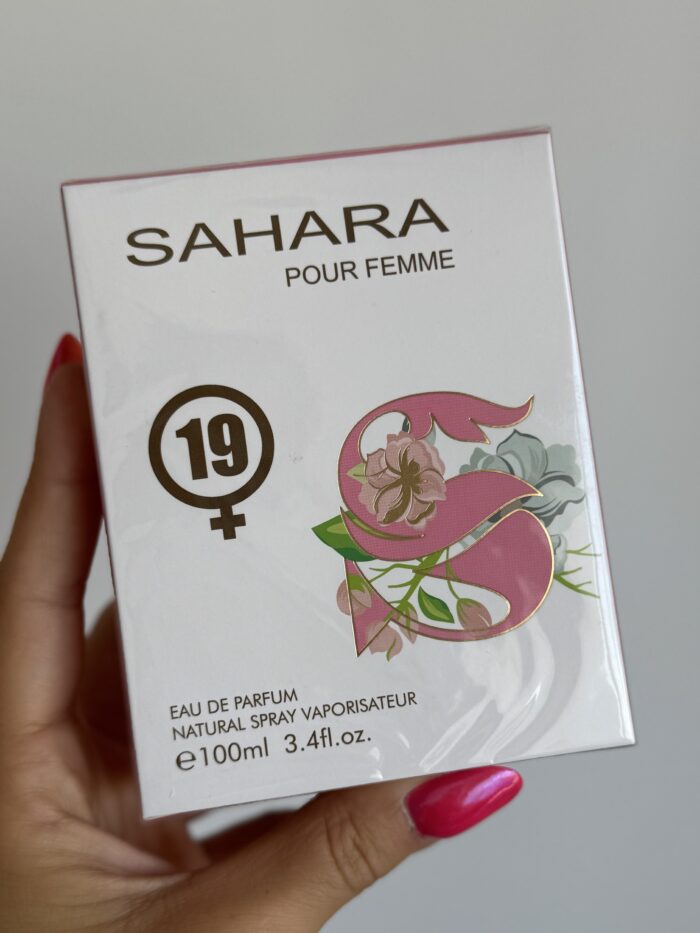 SAHARA
POUR FEMME
19
EAU DE PARFUM
NATURAL SPRAY VAPORISATEUR
℮100ml 3.4fl.oz.